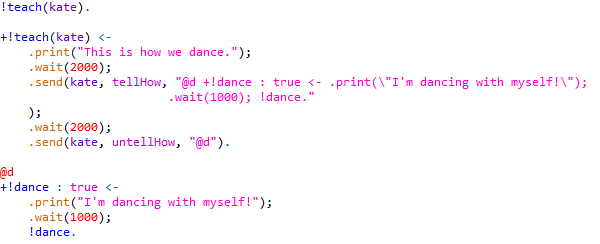 !teach(kate).
+!teach(kate) <-
.print("This is how we dance.");
.wait(2000);
.send(kate, tellHow, "@d +!dance : true <- .print(\"I'm dancing with myself!\");
.wait(1000); !dance."
);
.wait(2000);
.send(kate, untellHow, "@d").
@d
+!dance : true <-
.print("I'm dancing with myself!");
.wait(1000);
!dance.